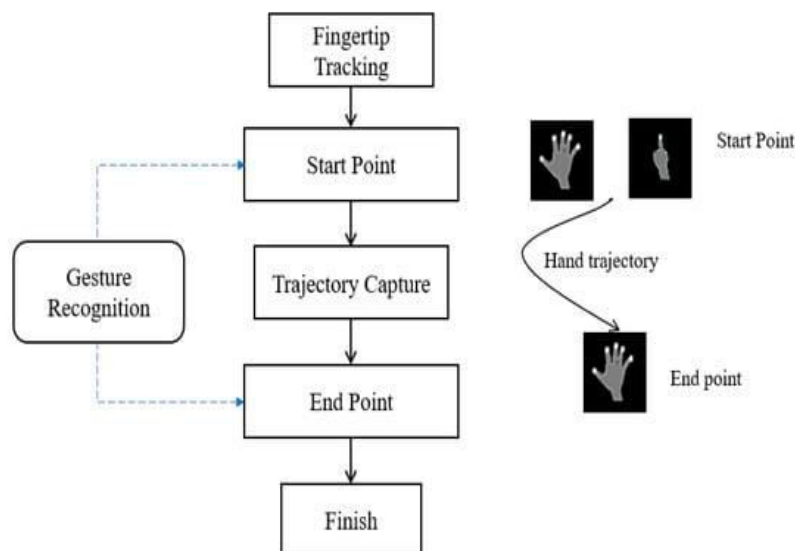 Fingertip
Tracking
Start Point
Start Point
Gesture
Recognition
Trajectory Capture
Hand trajectory
End Point
End point
Finish